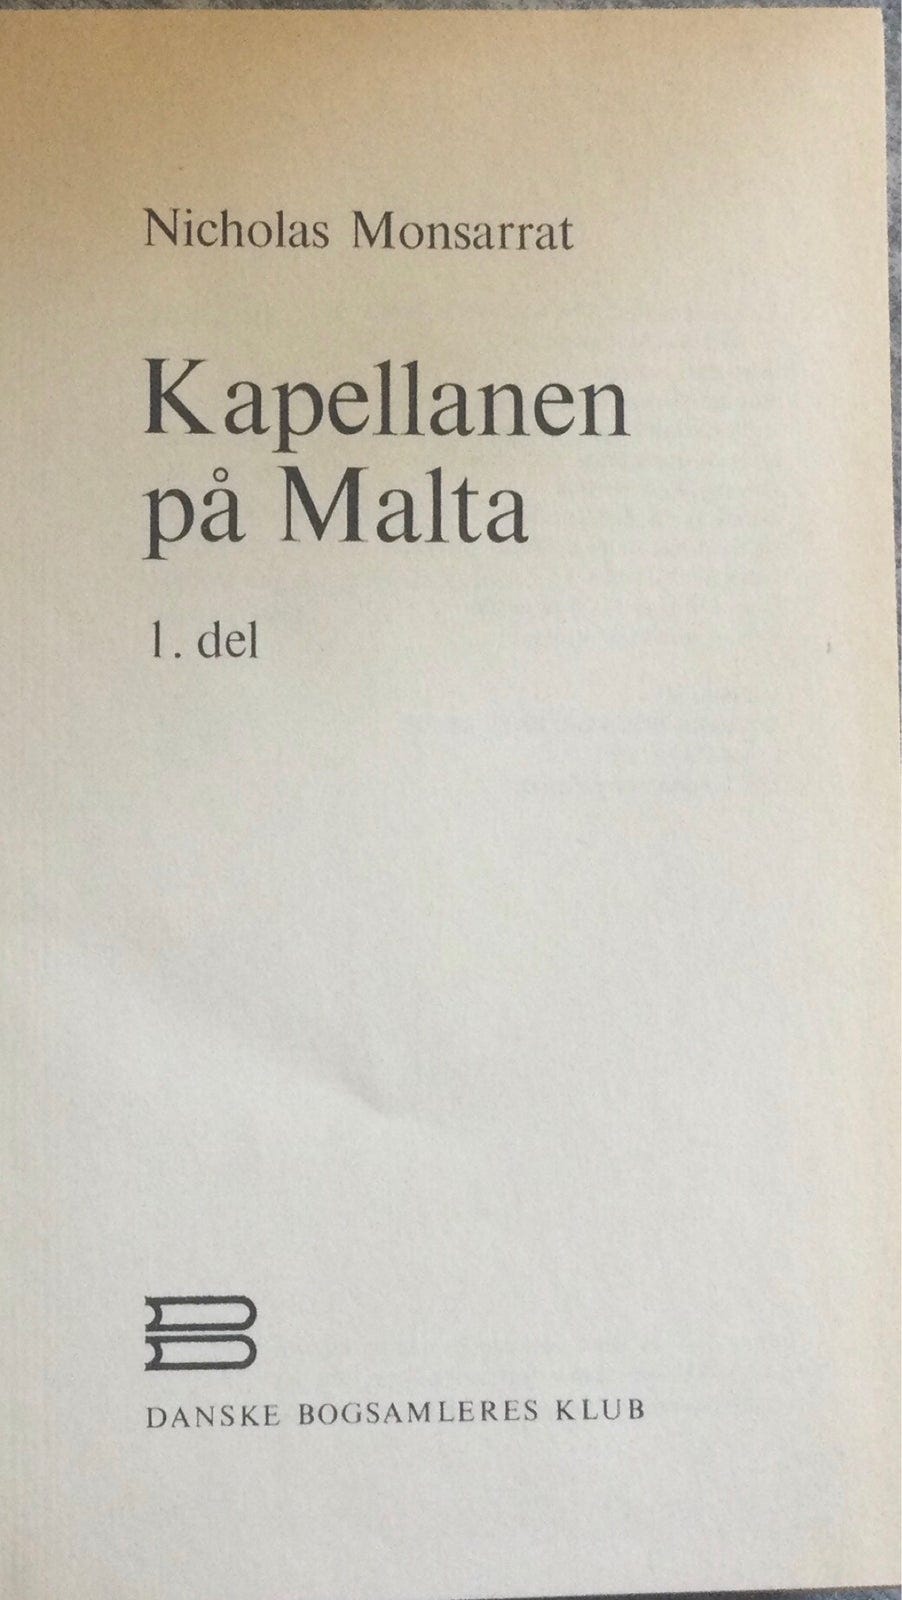 Nicholas Monsarrat
Kapellanen
på Malta
1. del
DANSKE BOGSAMLERES KLUB